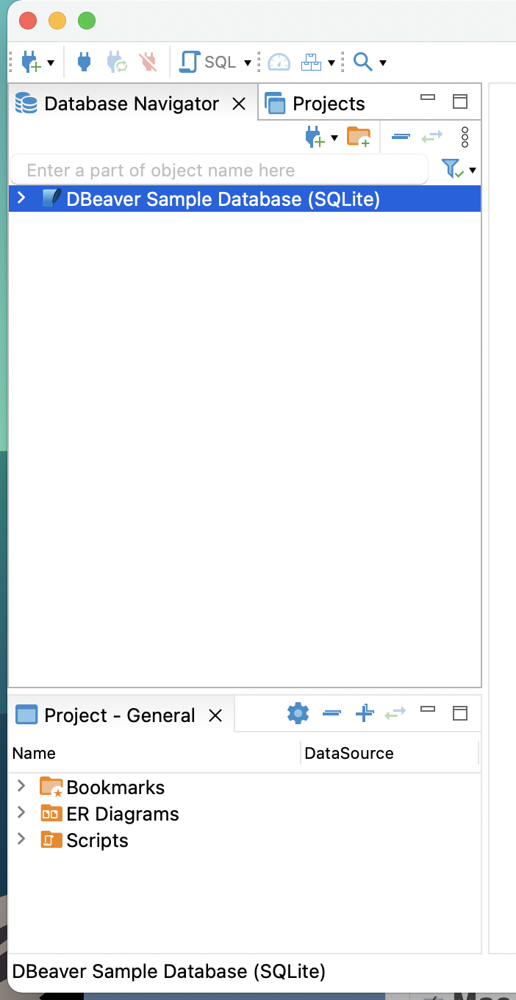 SQL
Database Navigator
Projects
Enter a part of object name here
DBeaver Sample Database (SQLite)
Project - General
Name
DataSource
Bookmarks
ER Diagrams
Scripts
DBeaver Sample Database (SQLite)